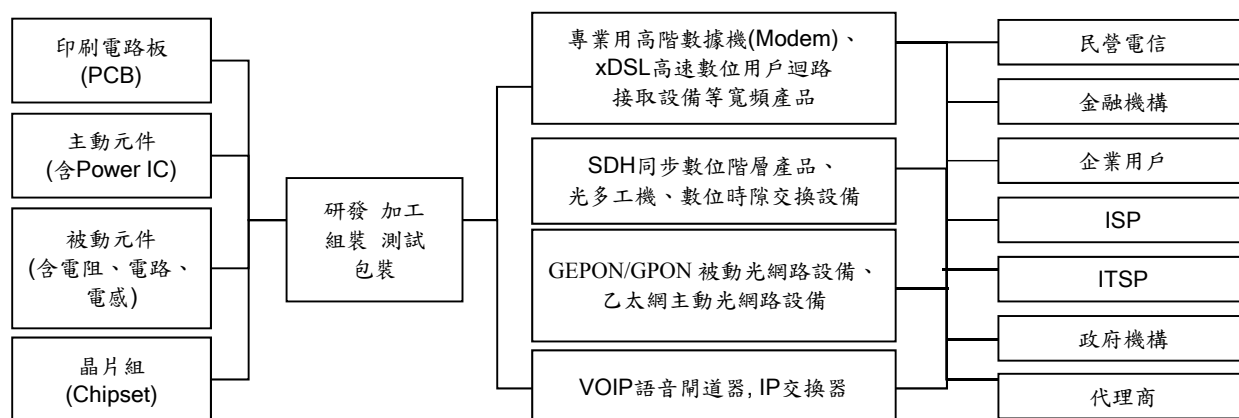 印刷電路板
(PCB)
主動元件
(含Power IC)
被動元件
(含電阻、電路、
電感)
晶片組
(Chipset)
研發 加工
組裝 測試
包裝
專業用高階數據機(Modem)、
xDSL高速數位用戶迴路
接取設備等寬頻產品
SDH同步數位階層產品、
光多工機、數位時隙交換設備
GEPON/GPON 被動光網路設備、
乙太網主動光網路設備
VOIP語音閘道器, IP交換器
民營電信
金融機構
企業用戶
ISP
ITSP
政府機構
代理商